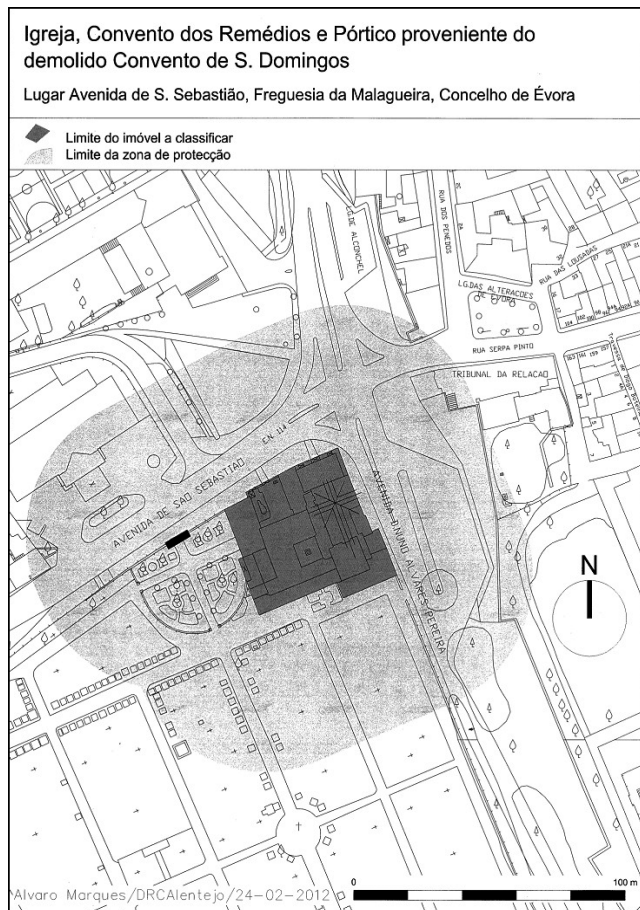 Igreja, Convento dos Remédios e Pórtico proveniente do
demolido Convento de S. Domingos
Lugar Avenida de S. Sebastião, Freguesia da Malagueira, Concelho de Évora
Limite do imóvel a classificar
Limite da zona de protecção
LG.DE ALCONCHEL
RUA DOS PENEDOS
RUA DAS LOUSADAS
LG.DAS ALTERACOES
DE EVORA
RUA SERPA PINTO
TRIBUNAL DA RELACAO
E.N. 114
AVENIDA DE SAO SEBASTIAO
AVENIDA D.NUNO ALVARES PEREIRA
N
0
100 m
Alvaro Marques/DRCAlentejo/24-02-2012